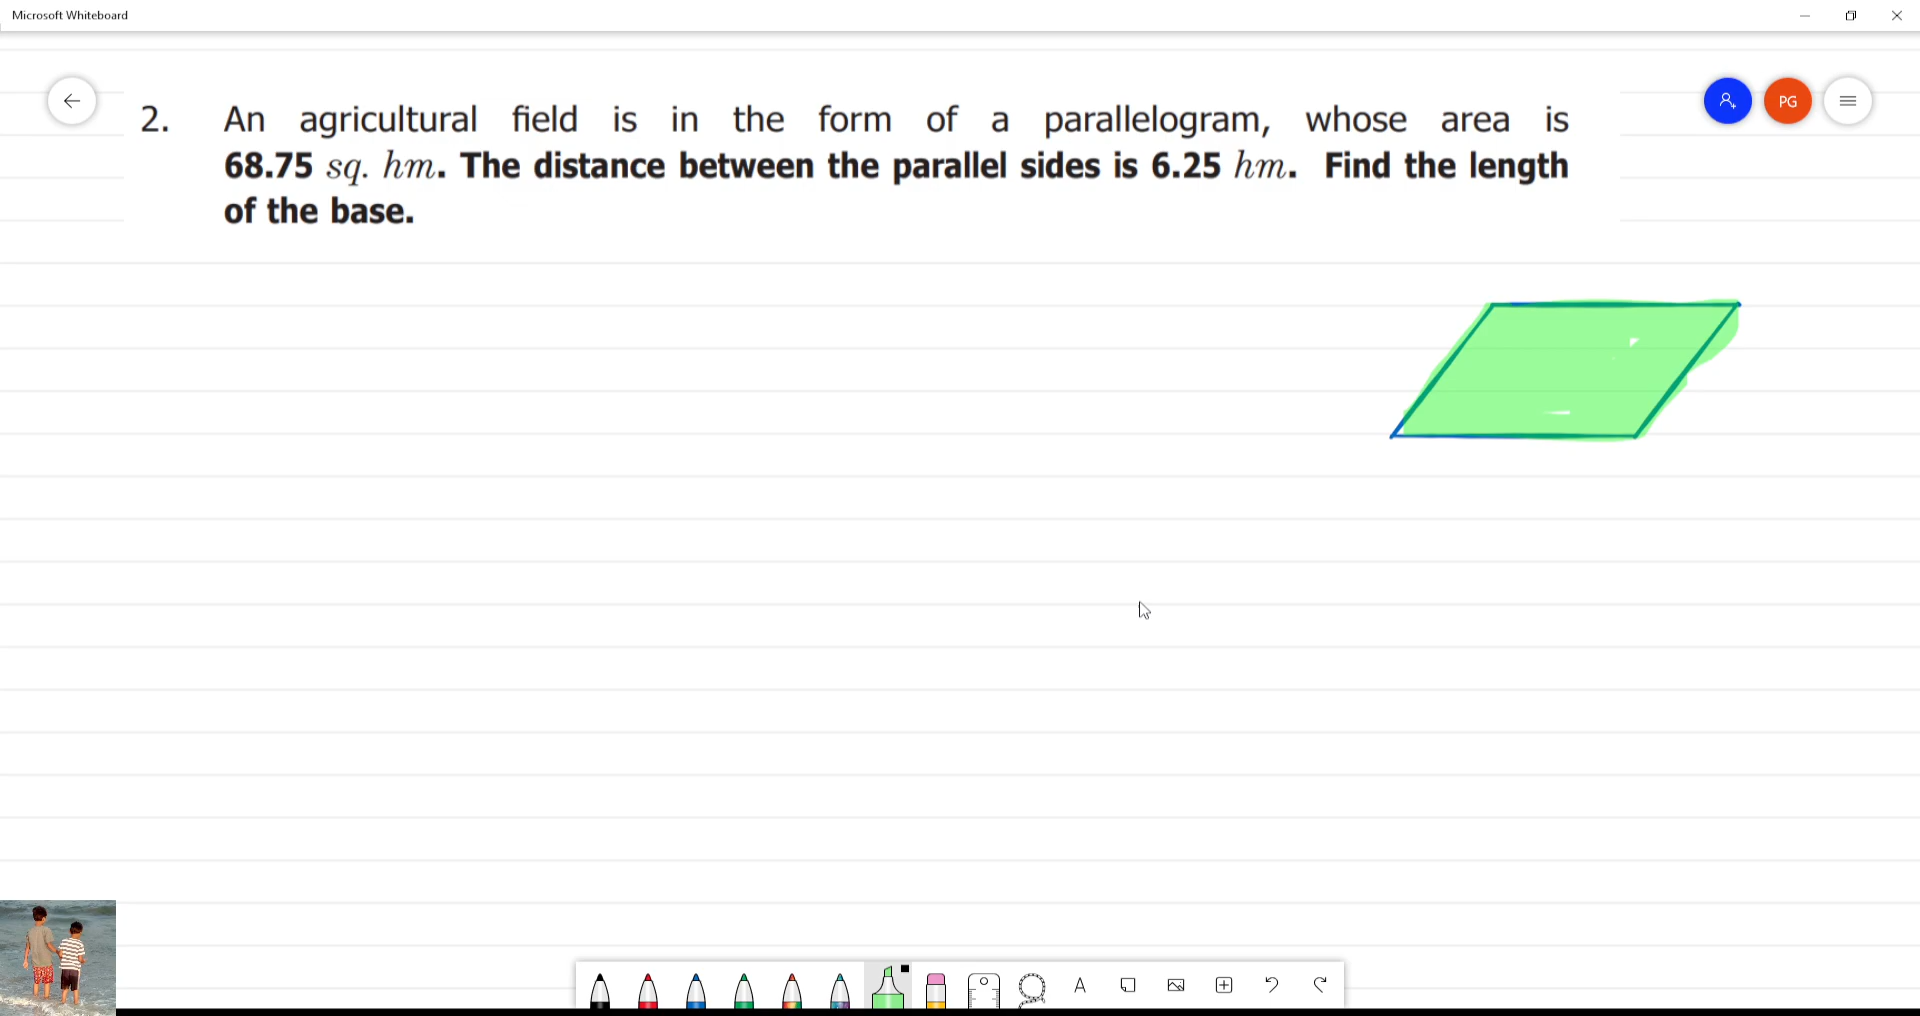 Microsoft Whiteboard
PG
2. An agricultural field is in the form of a parallelogram, whose area is
68.75 sq. hm. The distance between the parallel sides is 6.25 hm. Find the length
of the base.
A